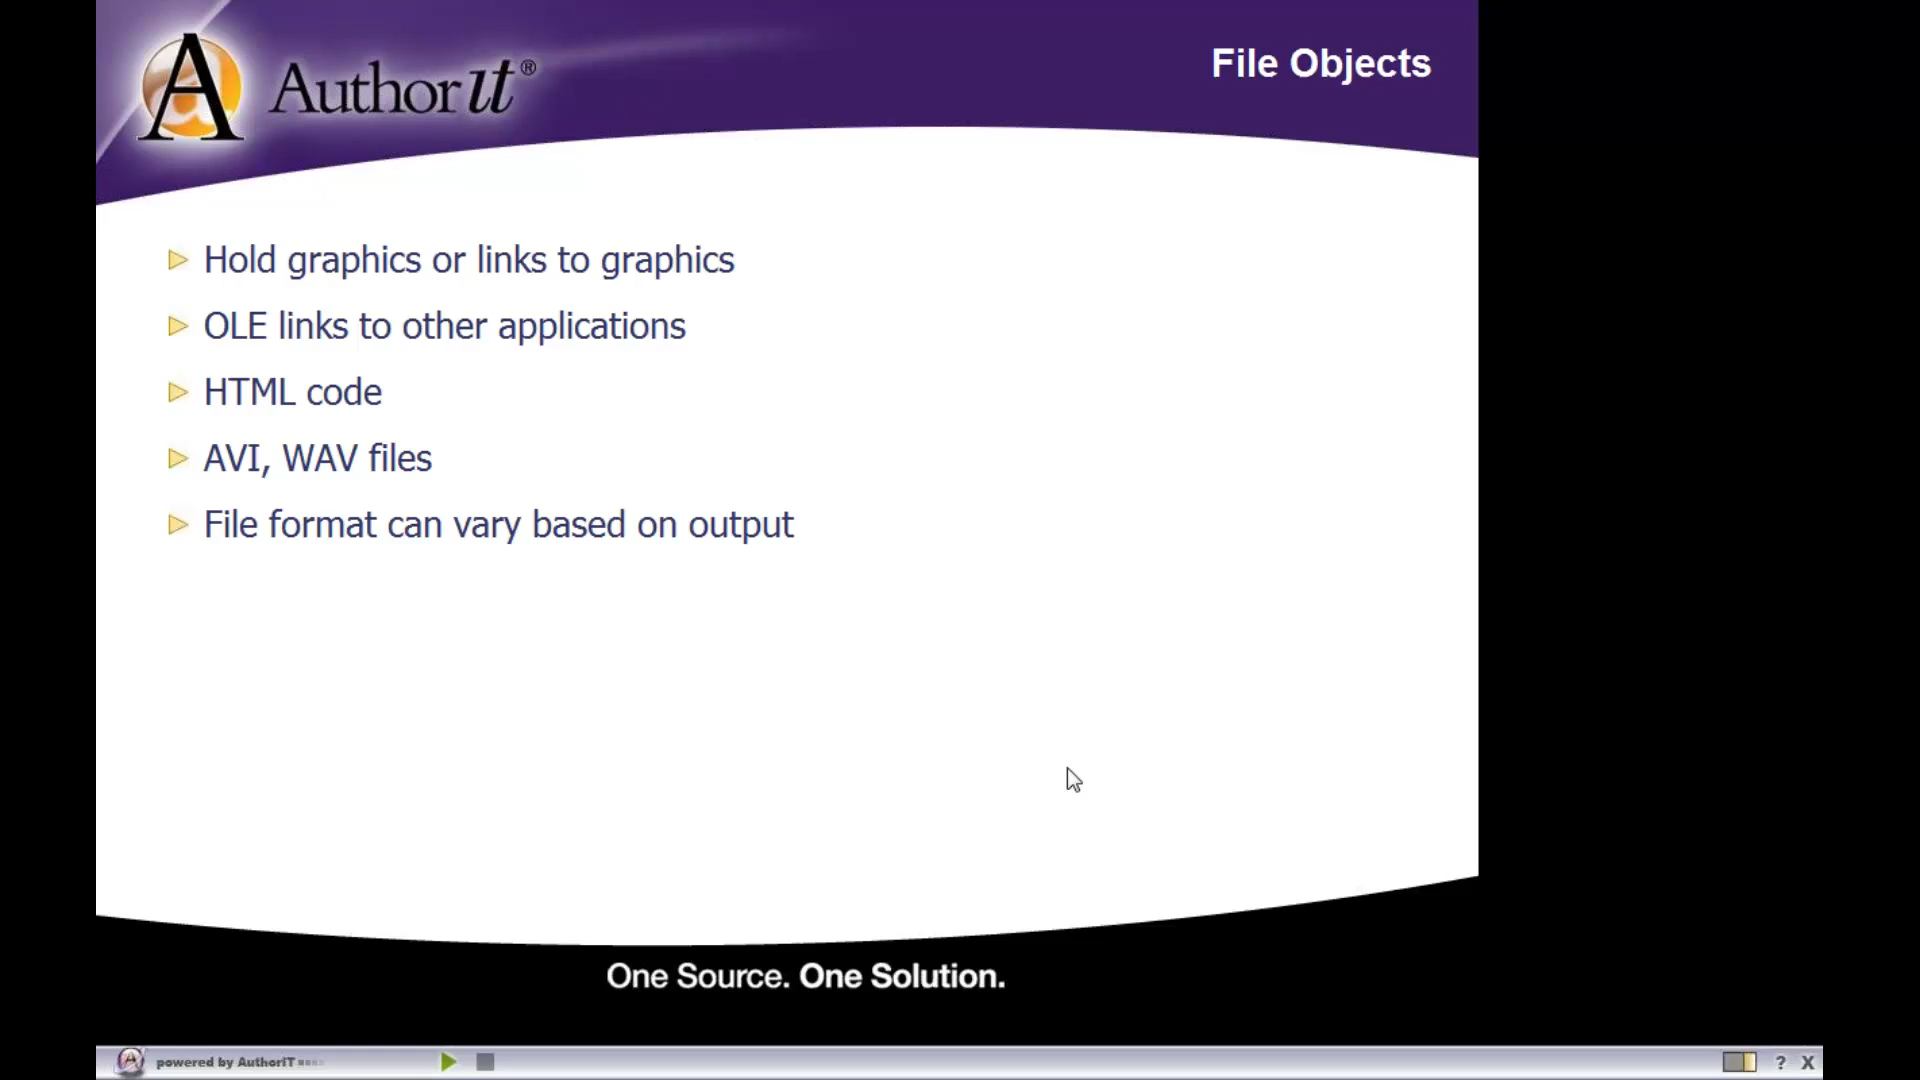 A Author it®
File Objects
Hold graphics or links to graphics
OLE links to other applications
HTML code
AVI, WAV files
File format can vary based on output
One Source. One Solution.
powered by AuthorIT
? X